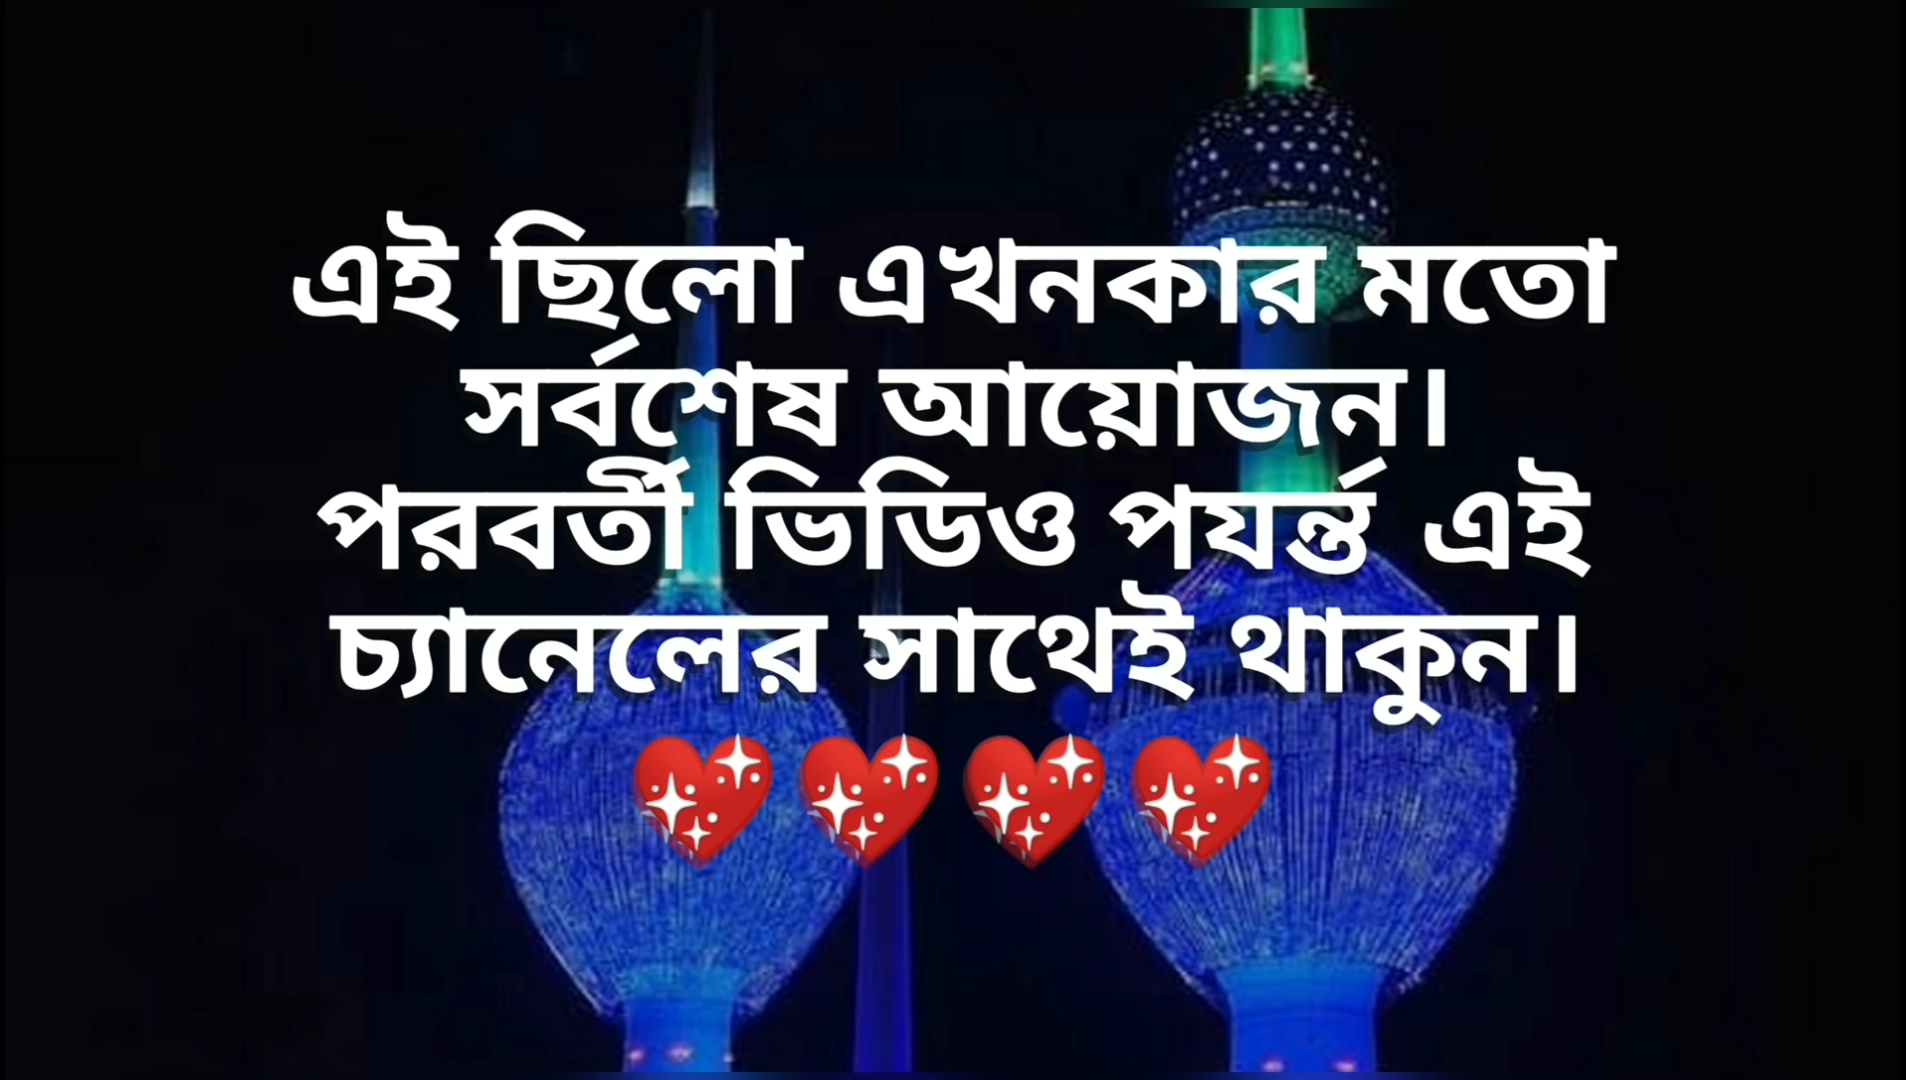 এই ছিলো এখনকার মতো
সর্বশেষ আয়োজন।
পরবর্তী ভিডিও পযর্ন্ত এই
চ্যানেলের সাথেই থাকুন।
💖💖💖💖